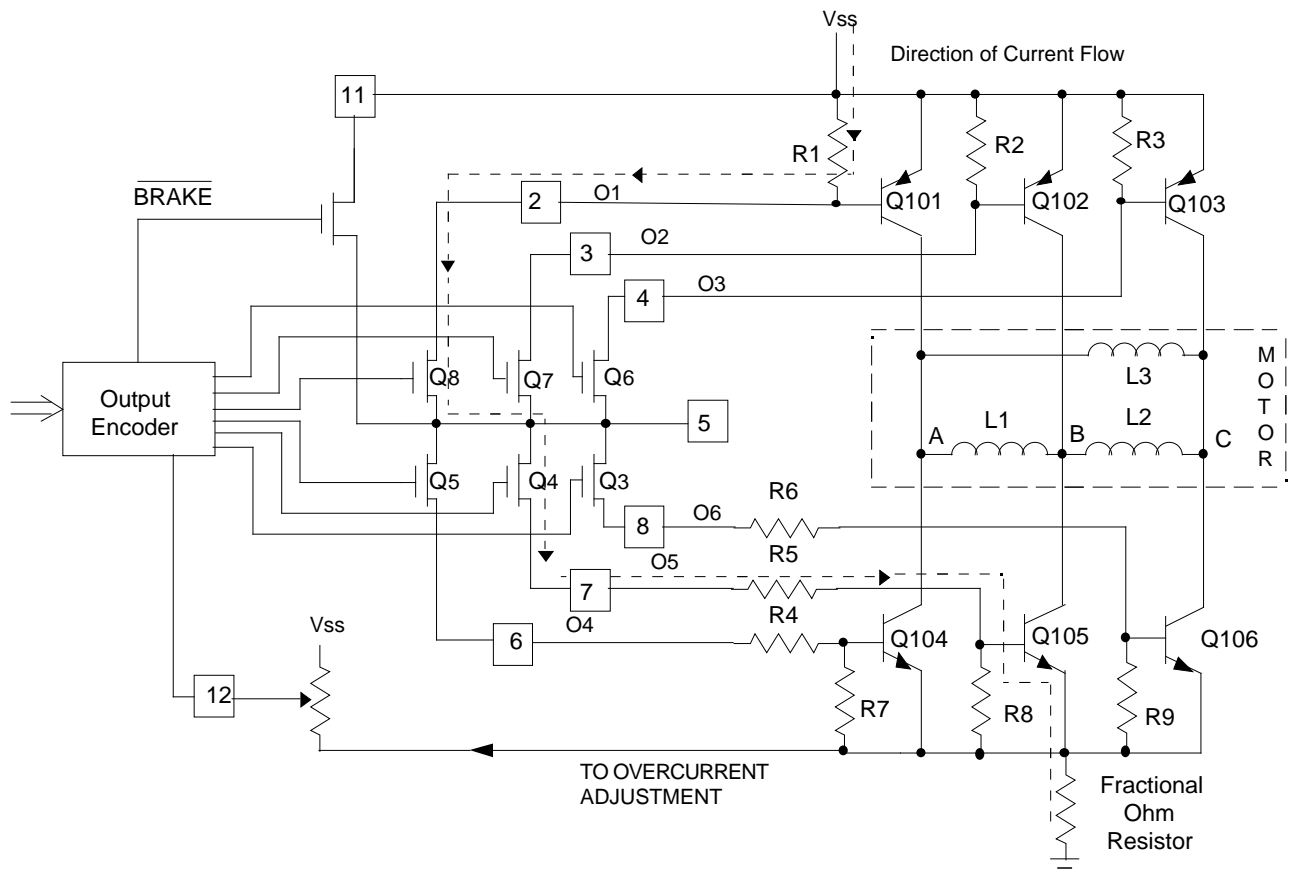 Vss
Direction of Current Flow
11
R1
R2
R3
BRAKE
2
O1
Q101
Q102
Q103
3
O2
4
O3
MOTOR
L3
Q8
Q7
Q6
Output
Encoder
5
A
L1
B
L2
C
Q5
Q4
Q3
R6
8
O6
R5
O5
7
R4
O4
Vss
6
Q104
Q105
Q106
12
R7
R8
R9
TO OVERCURRENT
ADJUSTMENT
Fractional
Ohm
Resistor